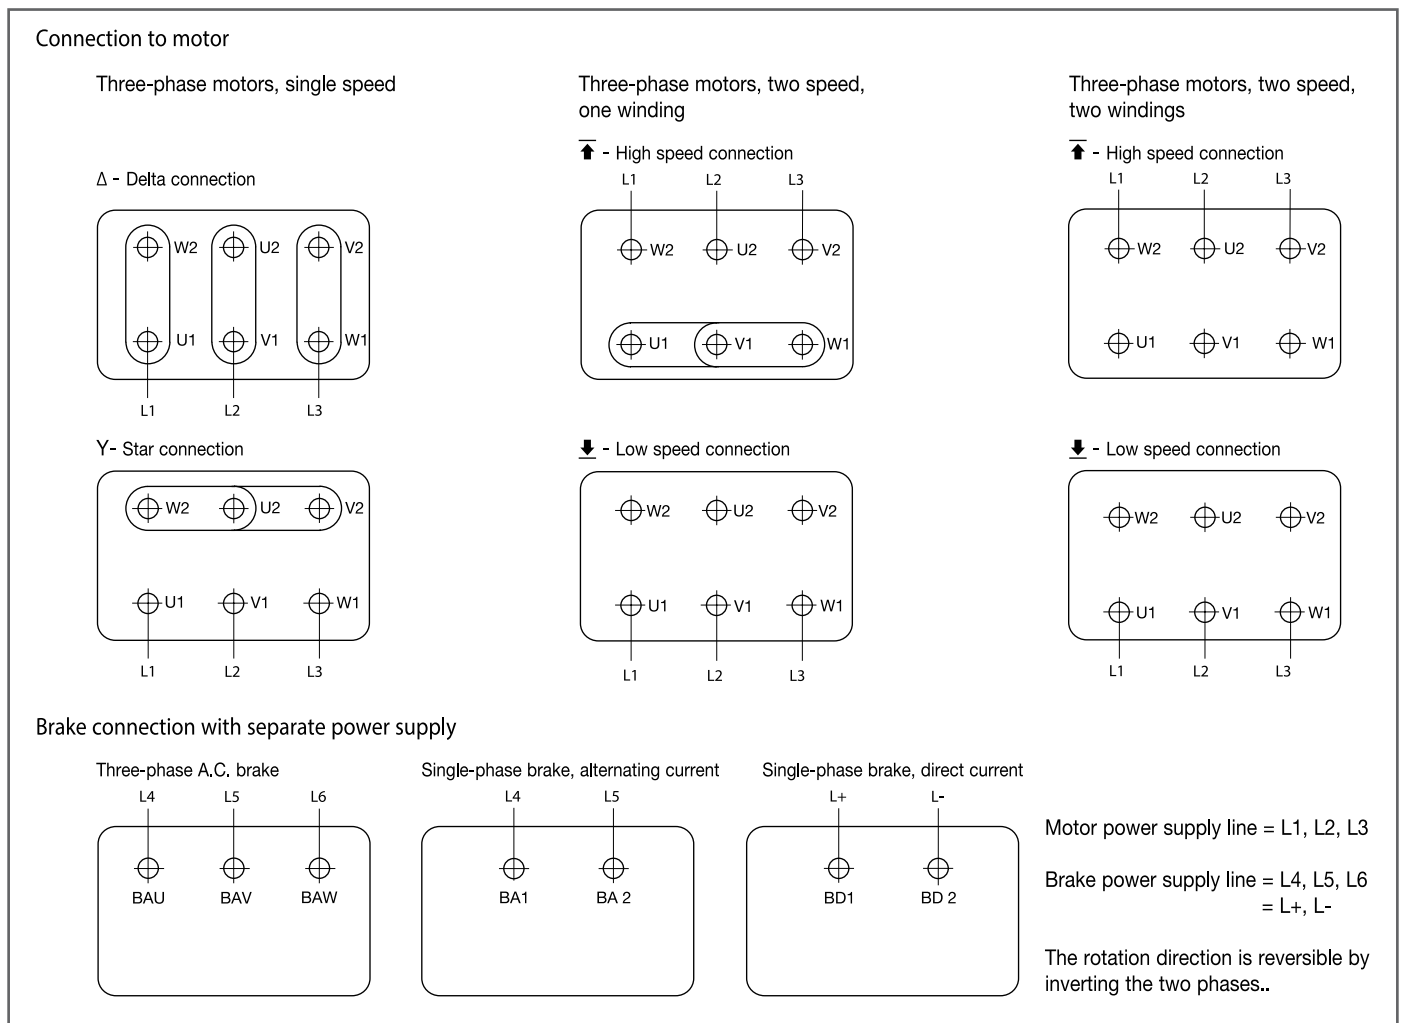 Connection to motor
Three-phase motors, single speed
Δ - Delta connection
W2 U2 V2
U1 V1 W1
L1 L2 L3
Y- Star connection
W2 U2 V2
U1 V1 W1
L1 L2 L3
Three-phase motors, two speed,
one winding
- High speed connection
L1 L2 L3
W2 U2 V2
U1 V1 W1
- Low speed connection
W2 U2 V2
U1 V1 W1
L1 L2 L3
Three-phase motors, two speed,
two windings
- High speed connection
L1 L2 L3
W2 U2 V2
U1 V1 W1
- Low speed connection
W2 U2 V2
U1 V1 W1
L1 L2 L3
Brake connection with separate power supply
Three-phase A.C. brake
L4 L5 L6
BAU BAV BAW
Single-phase brake, alternating current
L4 L5
BA1 BA 2
Single-phase brake, direct current
L+ L-
BD1 BD 2
Motor power supply line = L1, L2, L3
Brake power supply line = L4, L5, L6
= L+, L-
The rotation direction is reversible by
inverting the two phases..